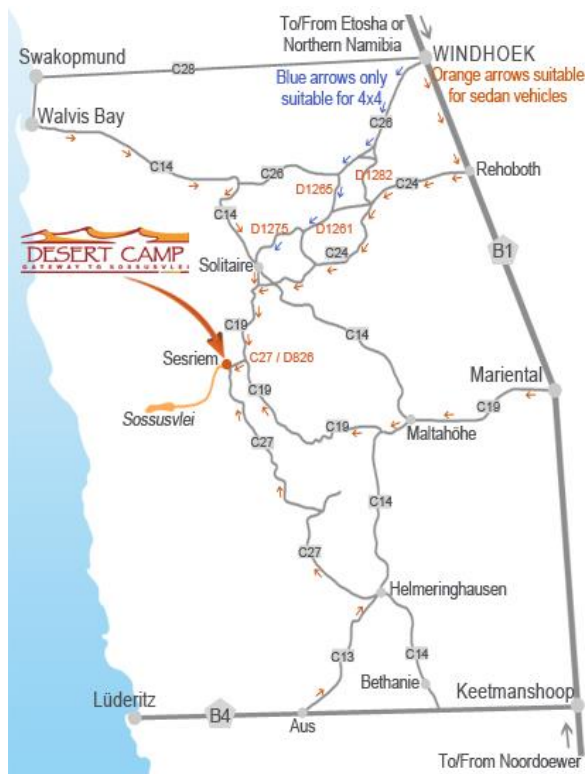 To/From Etosha or
Northern Namibia
WINDHOEK
Swakopmund
C28
Blue arrows only
suitable for 4x4
Orange arrows suitable
for sedan vehicles
Walvis Bay
C26
C14
C26
D1265
D1282
C24
Rehoboth
C14
D1275
D1261
C24
B1
DESERT CAMP
GATEWAY TO SOSSUSVLEI
Solitaire
C19
C14
Sesriem
C27 / D826
Mariental
Sossusvlei
C19
C19
C19
Maltahöhe
C27
C14
C27
Helmeringhausen
C13
C14
Bethanie
Keetmanshoop
Lüderitz
B4
Aus
To/From Noordoewer